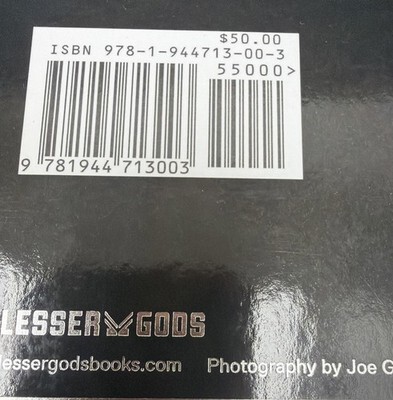 $50.00
ISBN 978-1-944713-00-3
55000>
9 781944 713003
LESSER GODS
lessergodsbooks.com Photography by Joe G